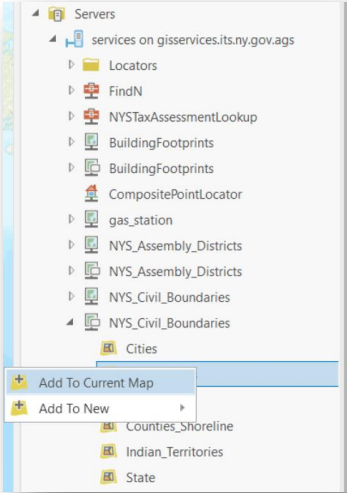 Servers
services on gisservices.its.ny.gov.ags
Locators
FindN
NYSTaxAssessmentLookup
BuildingFootprints
BuildingFootprints
CompositePointLocator
gas_station
NYS_Assembly_Districts
NYS_Assembly_Districts
NYS_Civil_Boundaries
NYS_Civil_Boundaries
Cities
Add To Current Map
Add To New
Counties_Shoreline
Indian_Territories
State